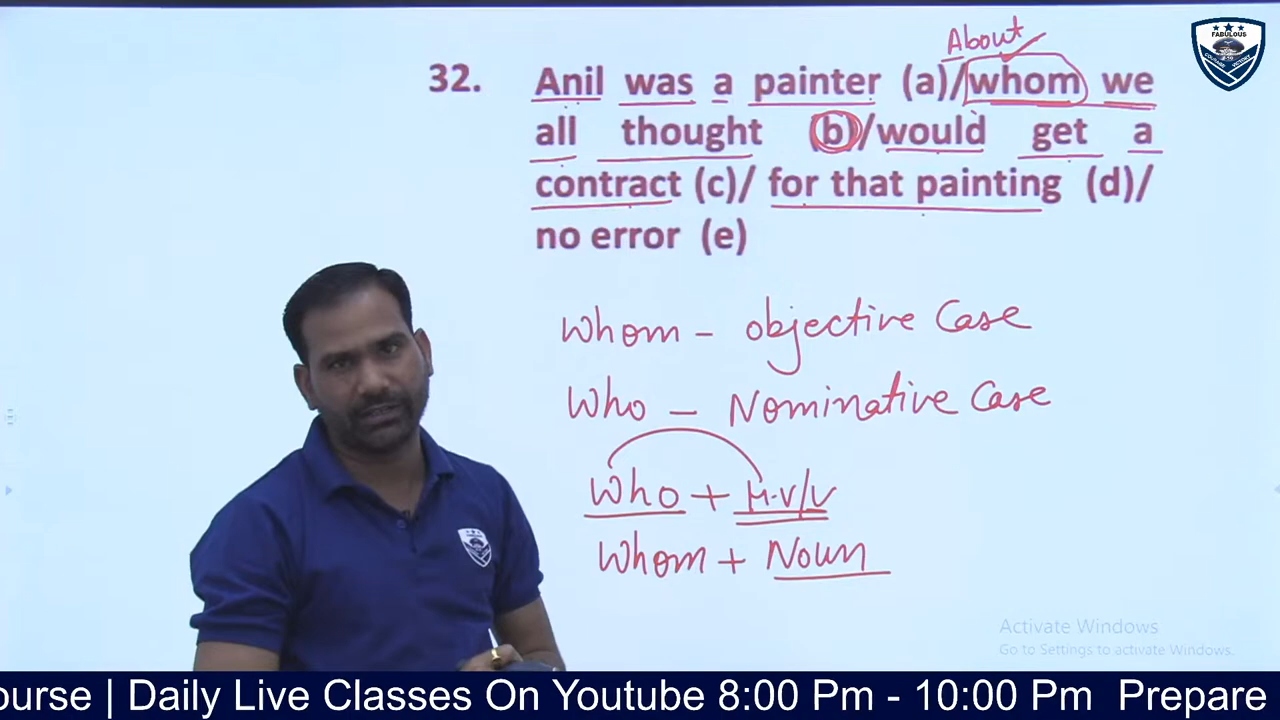 About
FABULOUS
32. Anil was a painter (a)/whom we
all thought (b)/would get a
contract (c)/ for that painting (d)/
no error (e)
Whom - objective Case
Who - Nominative Case
Who + H.V/V
Whom + Noun
Activate Windows
Go to Settings to activate Windows.
ourse | Daily Live Classes On Youtube 8:00 Pm - 10:00 Pm Prepare